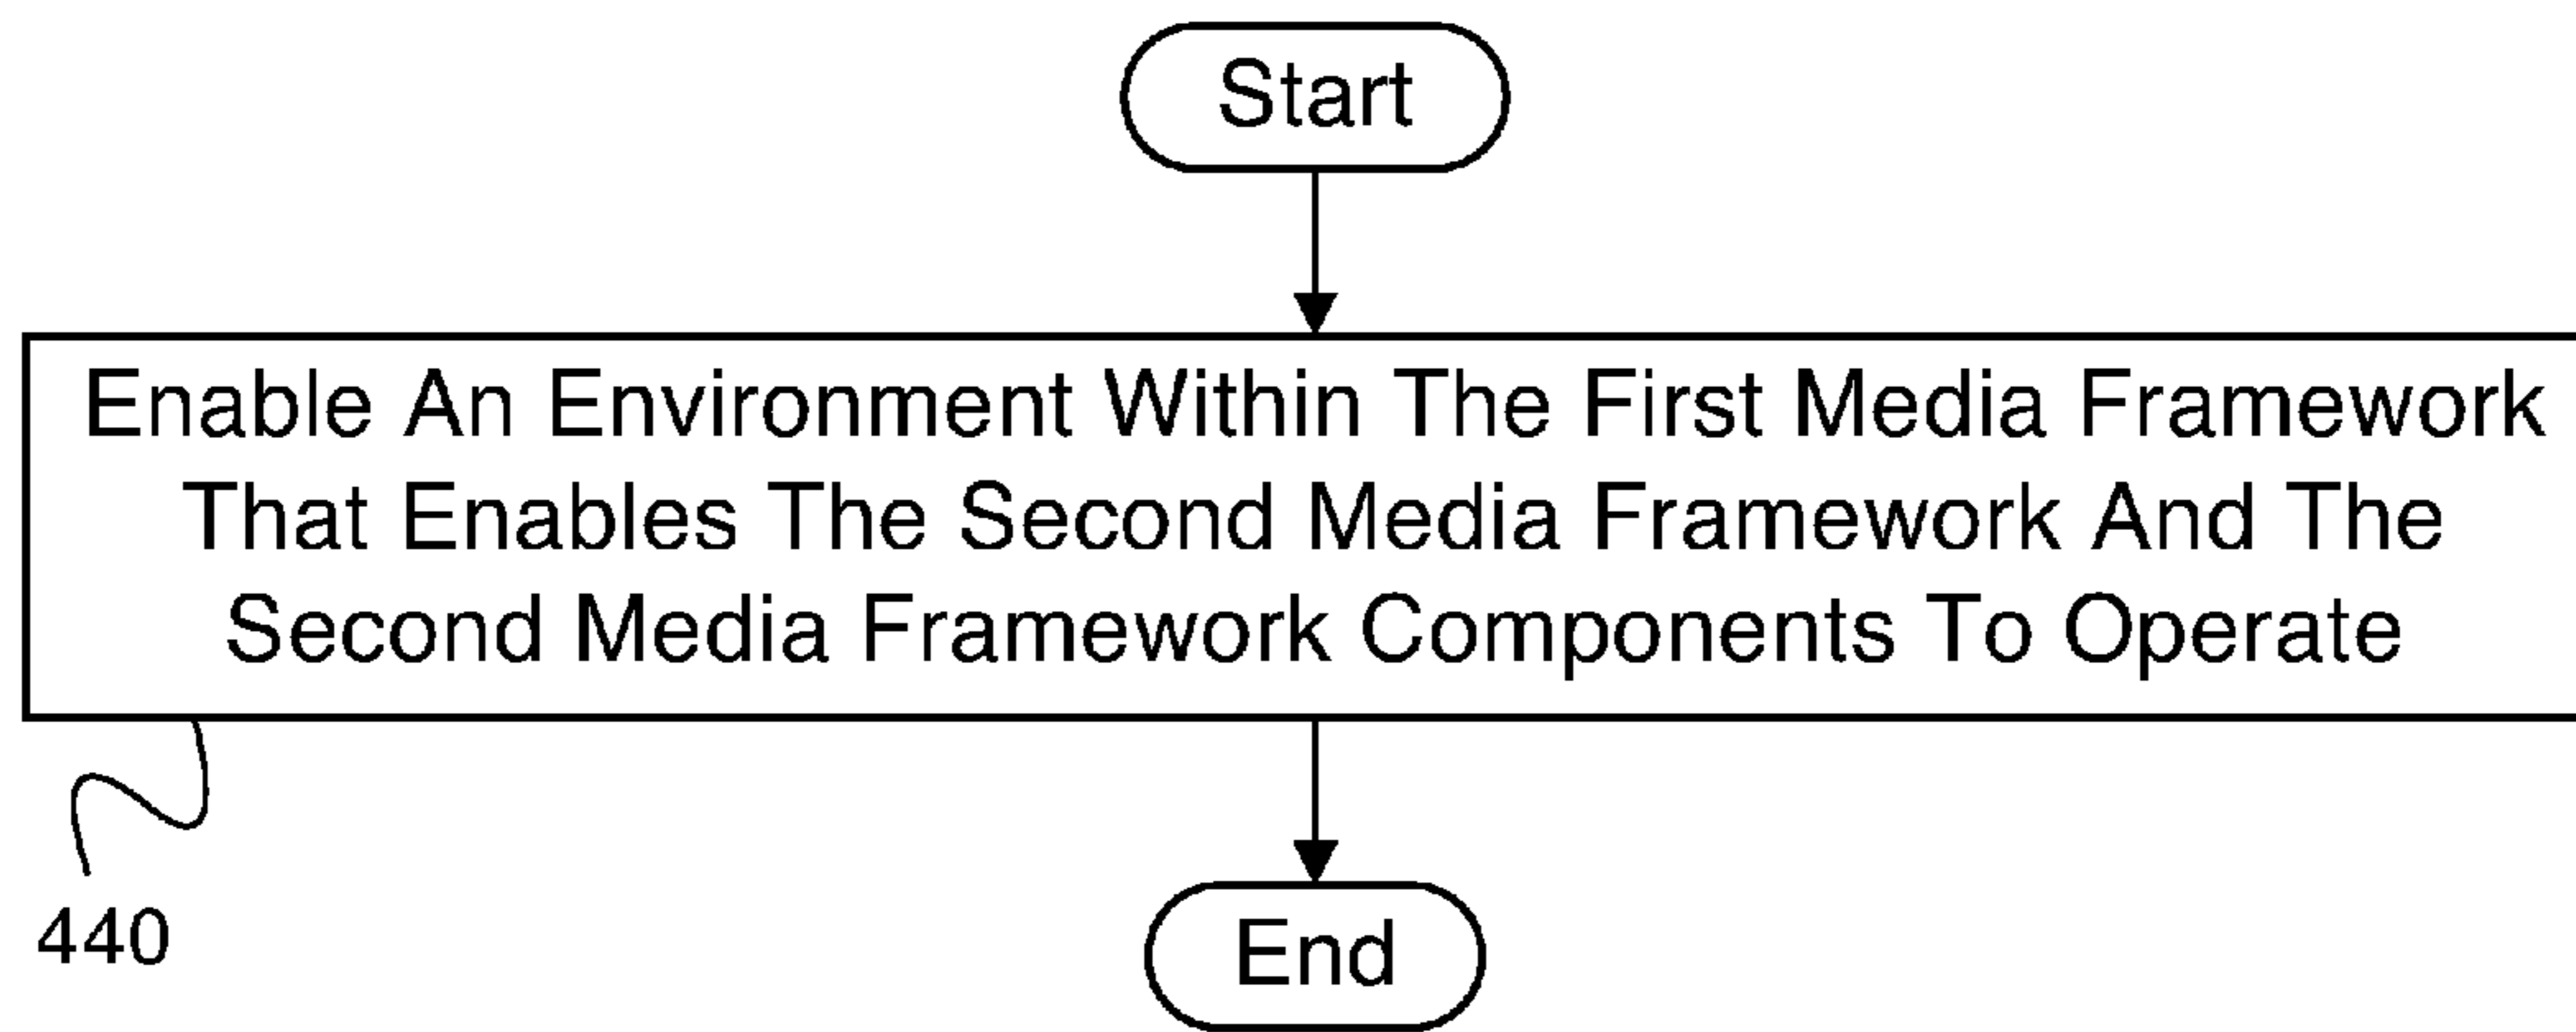 Start
Enable An Environment Within The First Media Framework
That Enables The Second Media Framework And The
Second Media Framework Components To Operate
440
End